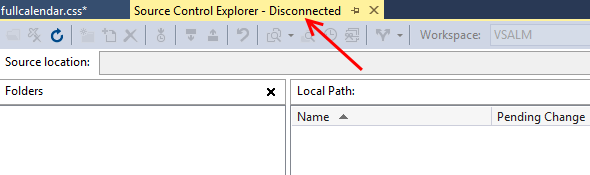 fullcalendar.css*
Source Control Explorer - Disconnected
Workspace: VSALM
Source location:
Folders
Local Path:
Name Pending Change